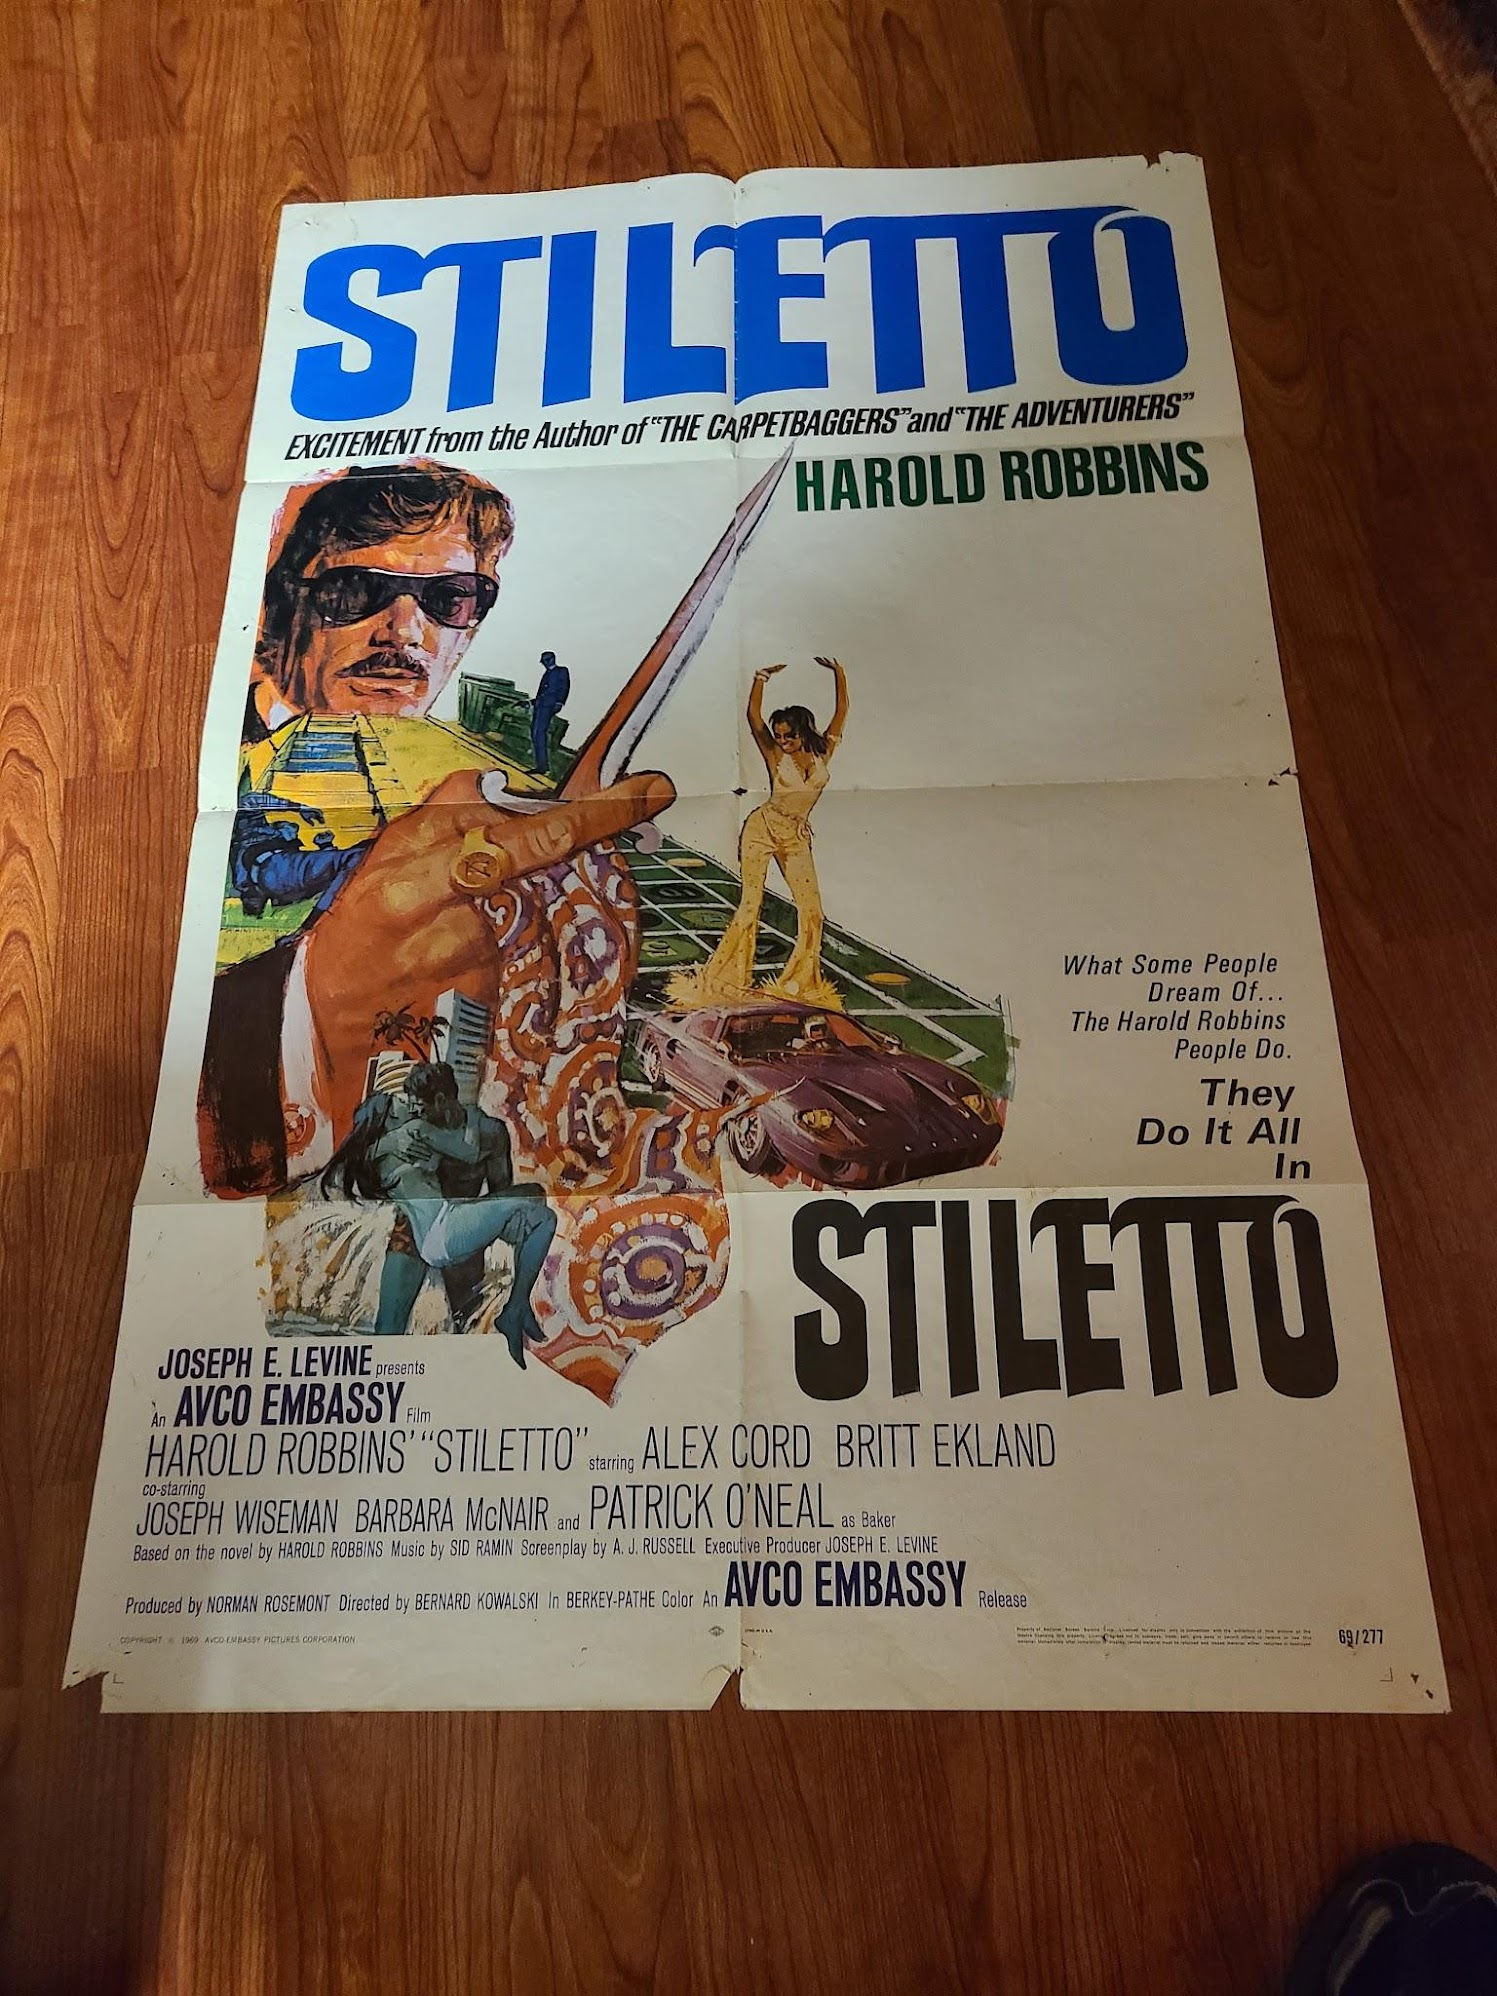 STILETTO
EXCITEMENT from the Author of "THE CARPETBAGGERS" and "THE ADVENTURERS"
HAROLD ROBBINS
What Some People
Dream Of...
The Harold Robbins
People Do.
They
Do It All
In
STILETTO
JOSEPH E. LEVINE presents
An AVCO EMBASSY Film
HAROLD ROBBINS' "STILETTO" starring ALEX CORD BRITT EKLAND
co-starring
JOSEPH WISEMAN BARBARA McNAIR and PATRICK O'NEAL as Baker
Based on the novel by HAROLD ROBBINS Music by SID RAMIN Screenplay by A. J. RUSSELL Executive Producer JOSEPH E. LEVINE
Produced by NORMAN ROSEMONT Directed by BERNARD KOWALSKI In BERKEY-PATHE Color An AVCO EMBASSY Release
COPYRIGHT © 1969 AVCO EMBASSY PICTURES CORPORATION
69/277